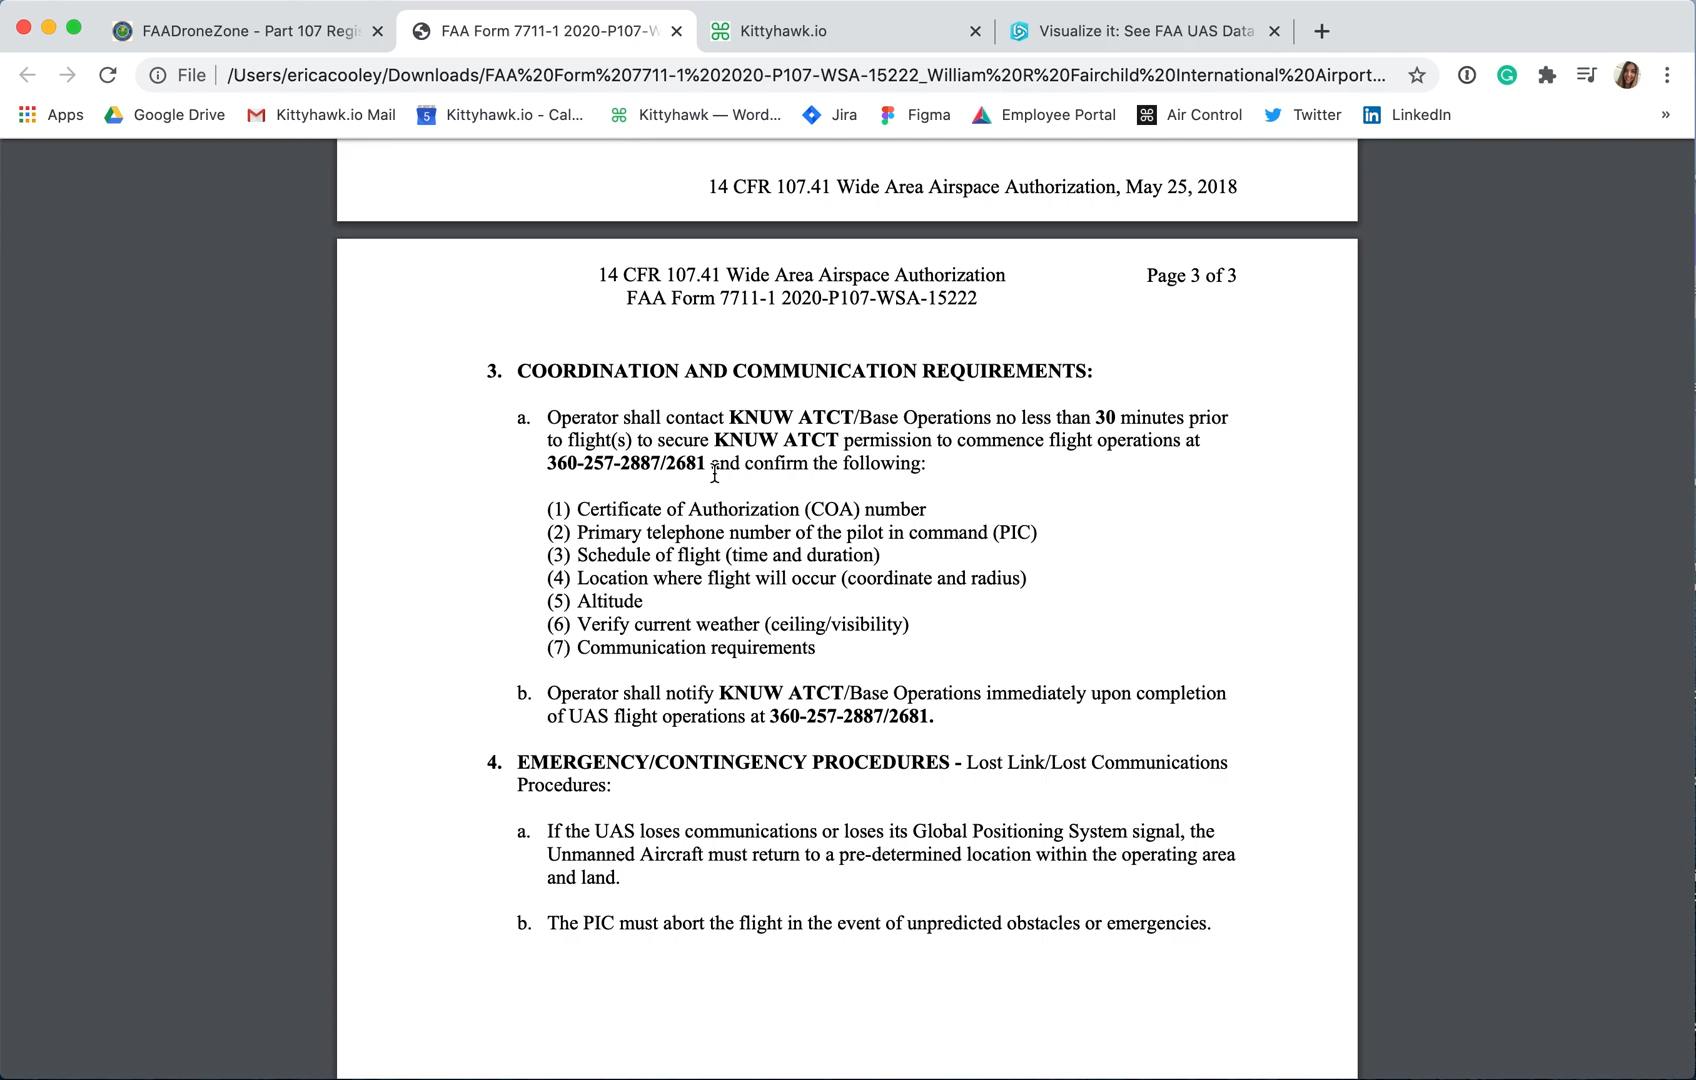 FAADroneZone - Part 107 Regi
FAA Form 7711-1 2020-P107-W
Kittyhawk.io
Visualize it: See FAA UAS Data
File
/Users/ericacooley/Downloads/FAA%20Form%207711-1%202020-P107-WSA-15222_William%20R%20Fairchild%20International%20Airport...
Apps
Google Drive
Kittyhawk.io Mail
5
Kittyhawk.io - Cal...
Kittyhawk — Word...
Jira
Figma
Employee Portal
Air Control
Twitter
LinkedIn
»
14 CFR 107.41 Wide Area Airspace Authorization, May 25, 2018
14 CFR 107.41 Wide Area Airspace Authorization
Page 3 of 3
FAA Form 7711-1 2020-P107-WSA-15222
3. COORDINATION AND COMMUNICATION REQUIREMENTS:
a. Operator shall contact KNUW ATCT/Base Operations no less than 30 minutes prior
to flight(s) to secure KNUW ATCT permission to commence flight operations at
360-257-2887/2681 and confirm the following:
(1) Certificate of Authorization (COA) number
(2) Primary telephone number of the pilot in command (PIC)
(3) Schedule of flight (time and duration)
(4) Location where flight will occur (coordinate and radius)
(5) Altitude
(6) Verify current weather (ceiling/visibility)
(7) Communication requirements
b. Operator shall notify KNUW ATCT/Base Operations immediately upon completion
of UAS flight operations at 360-257-2887/2681.
4. EMERGENCY/CONTINGENCY PROCEDURES - Lost Link/Lost Communications
Procedures:
a. If the UAS loses communications or loses its Global Positioning System signal, the
Unmanned Aircraft must return to a pre-determined location within the operating area
and land.
b. The PIC must abort the flight in the event of unpredicted obstacles or emergencies.